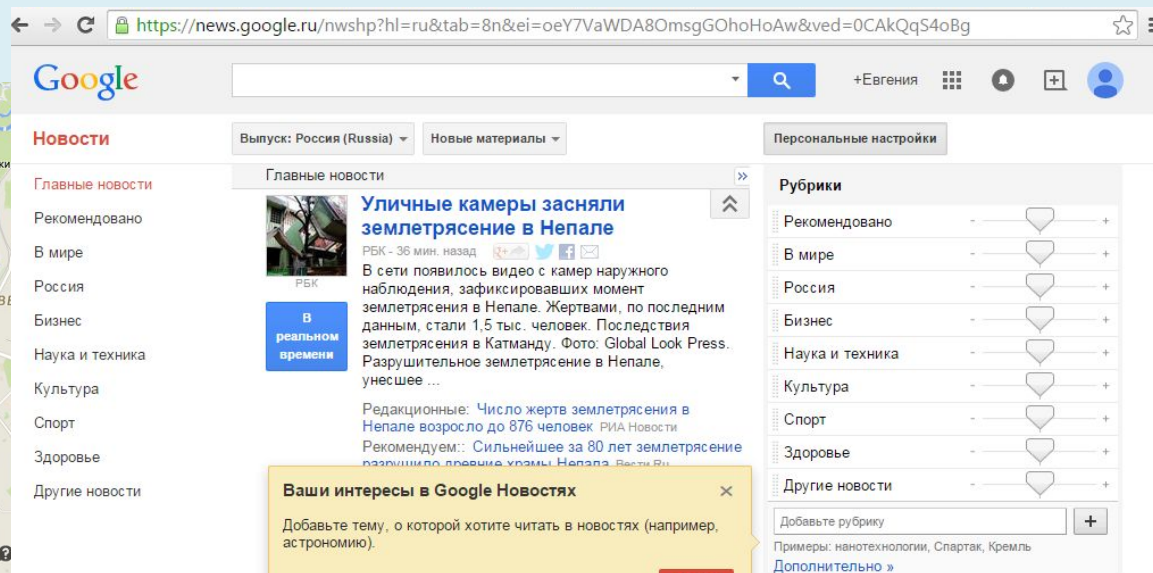 https://news.google.ru/nwshp?hl=ru&tab=8n&ei=oeY7VaWDA8OmsgGOhoHoAw&ved=0CAkQqS4oBg
Google
+Евгения
Новости
Выпуск: Россия (Russia)
Новые материалы
Персональные настройки
Главные новости
Рекомендовано
В мире
Россия
Бизнес
Наука и техника
Культура
Спорт
Здоровье
Другие новости
Главные новости
Уличные камеры засняли
землетрясение в Непале
РБК - 36 мин. назад
РБК
В сети появилось видео с камер наружного
наблюдения, зафиксировавших момент
землетрясения в Непале. Жертвами, по последним
данным, стали 1,5 тыс. человек. Последствия
землетрясения в Катманду. Фото: Global Look Press.
Разрушительное землетрясение в Непале,
унесшее ...
В
реальном
времени
Редакционные: Число жертв землетрясения в
Непале возросло до 876 человек РИА Новости
Рекомендуем:: Сильнейшее за 80 лет землетрясение
разрушило древние храмы Непала Вести.Ru
Ваши интересы в Google Новостях
Добавьте тему, о которой хотите читать в новостях (например,
астрономию).
Рубрики
Рекомендовано - +
В мире - +
Россия - +
Бизнес - +
Наука и техника - +
Культура - +
Спорт - +
Здоровье - +
Другие новости - +
Добавьте рубрику +
Примеры: нанотехнологии, Спартак, Кремль
Дополнительно »